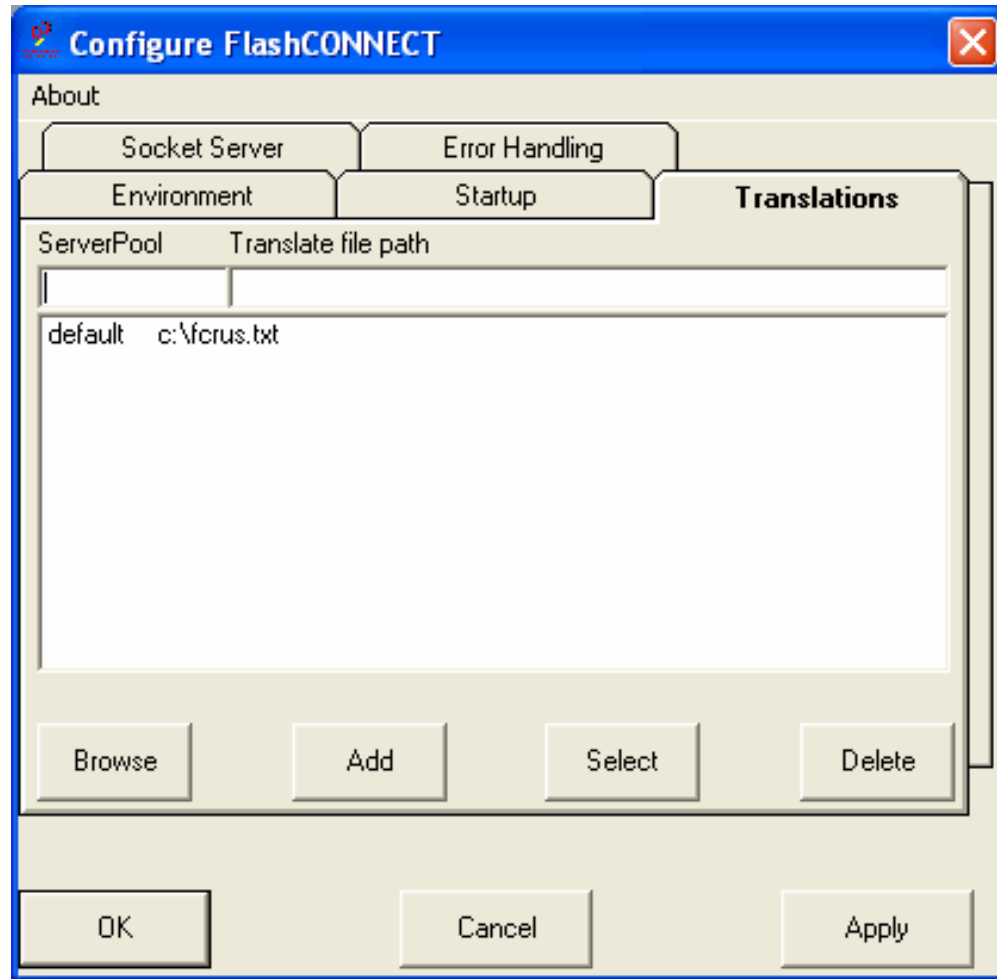 Configure FlashCONNECT
About
Socket Server Error Handling
Environment Startup Translations
ServerPool Translate file path
default c:\fcrus.txt
Browse Add Select Delete
OK Cancel Apply